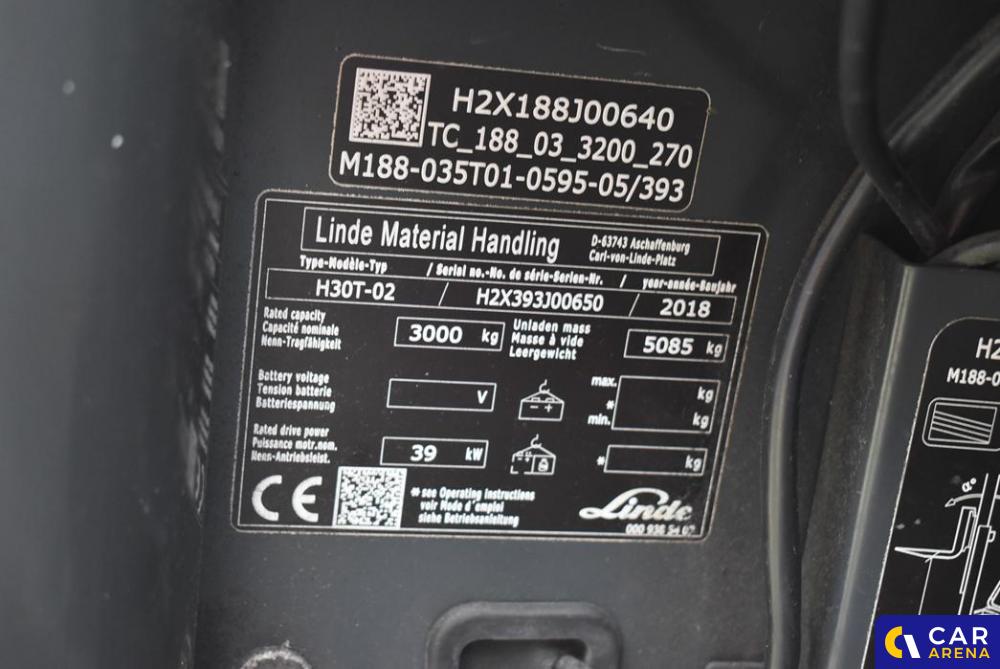 H2X188J00640
TC_188_03_3200_270
M188-035T01-0595-05/393
Linde Material Handling
D-63743 Aschaffenburg
Carl-von-Linde-Platz
Type-Modèle-Typ / Serial no.-No. de série-Serien-Nr. / year-année-Baujahr
H30T-02 / H2X393J00650 / 2018
Rated capacity
Capacité nominale
Nenn-Tragfähigkeit
3000 kg
Unladen mass
Masse à vide
Leergewicht
5085 kg
Battery voltage
Tension batterie
Batteriespannung
V
- +
max. kg
*
min. kg
Rated drive power
Puissance motr.nom.
Nenn-Antriebsleist.
39 kW
* kg
CE
* see Operating instructions
voir Mode d'emploi
siehe Betriebsanleitung
Linde
000 938
H2
M188-0
α°
CAR
ARENA